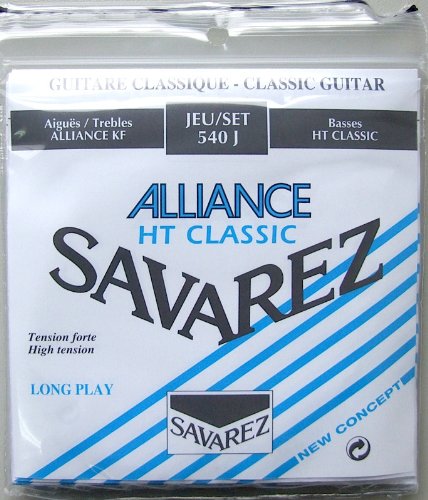 GUITARE CLASSIQUE - CLASSIC GUITAR
Aiguës / Trebles
ALLIANCE KF
JEU/SET
540 J
Basses
HT CLASSIC
ALLIANCE
HT CLASSIC
SAVAREZ
Tension forte
High tension
LONG PLAY
SAVAREZ
NEW CONCEPT